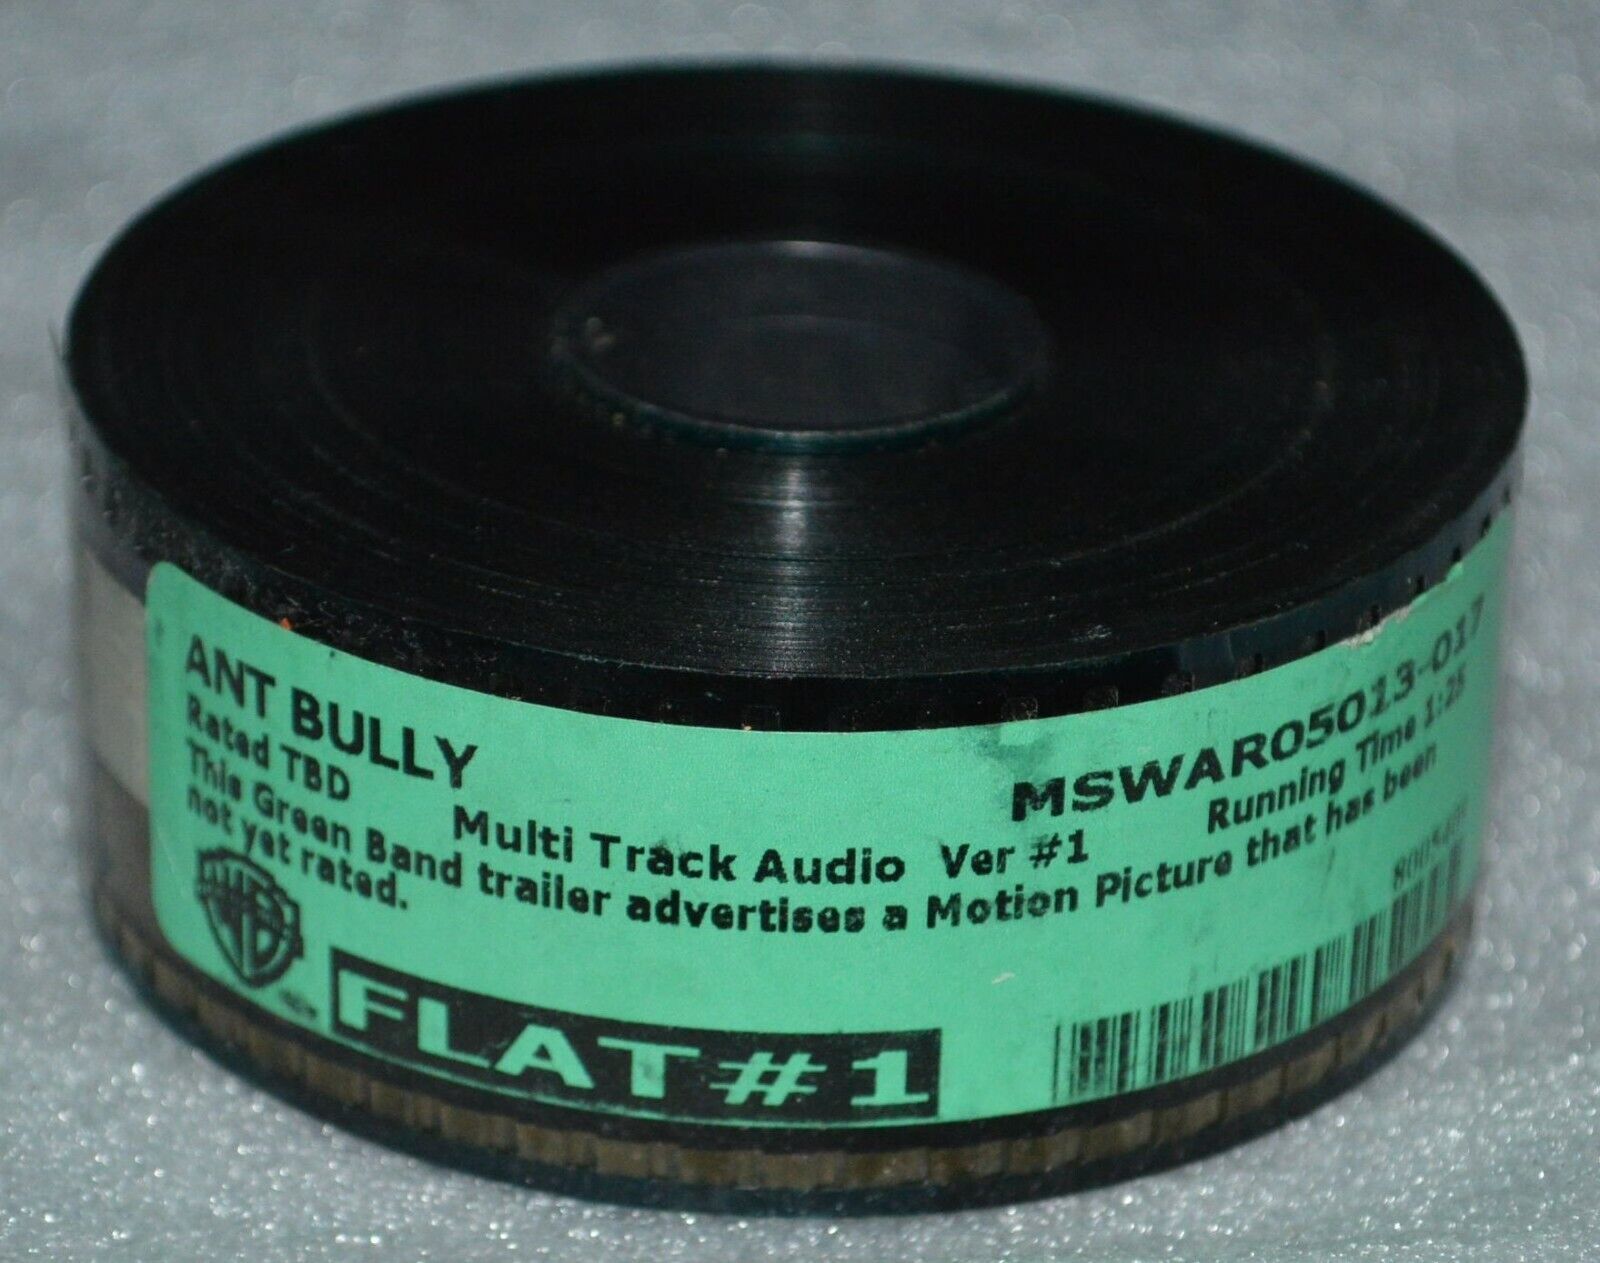 ANT BULLY MSWAR05013-017
Rated TBD Multi Track Audio Ver #1 Running Time 1:25
This Green Band trailer advertises a Motion Picture that has been
not yet rated.
WB
FLAT #1